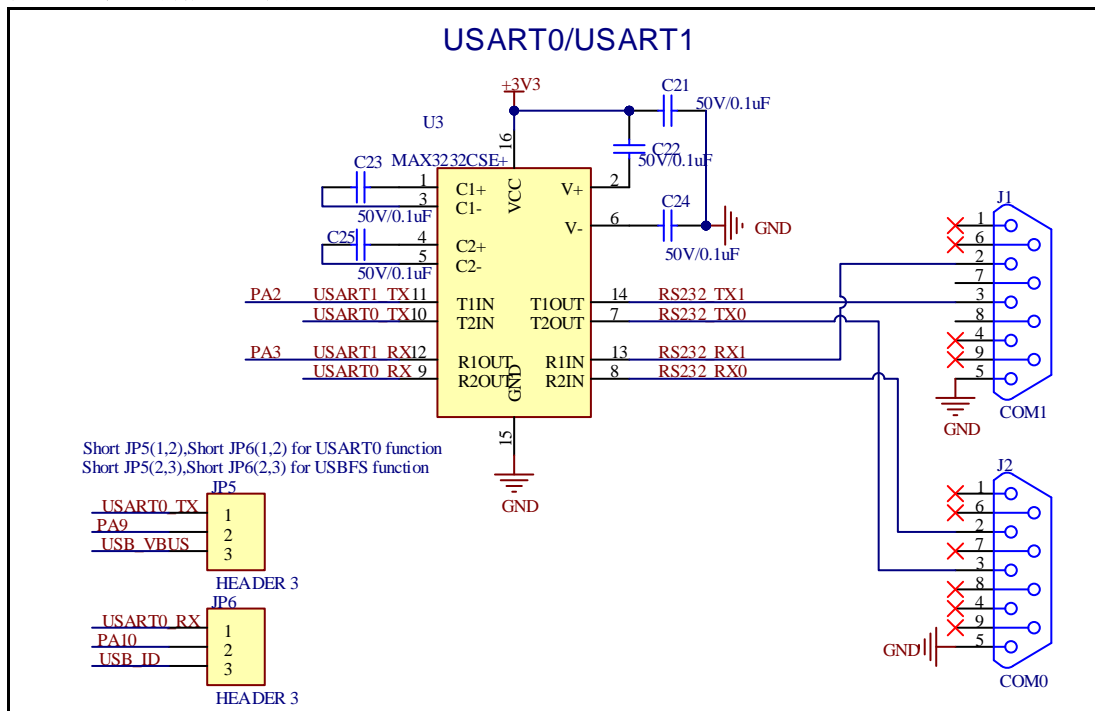 USART0/USART1
+3V3
C21
50V/0.1uF
U3
16
C22
50V/0.1uF
MAX3232CSE+
C23
1
C1+
VCC
V+
2
3
C1-
50V/0.1uF
C24
J1
C25
4
C2+
V-
6
GND
5
C2-
50V/0.1uF
50V/0.1uF
1
6
2
7
3
8
4
9
5
PA2
USART1_TX
11
T1IN
T1OUT
14
RS232_TX1
USART0_TX
10
T2IN
T2OUT
7
RS232_TX0
PA3
USART1_RX
12
R1OUT
R1IN
13
RS232_RX1
USART0_RX
9
R2OUT
GND
R2IN
8
RS232_RX0
COM1
GND
15
GND
Short JP5(1,2),Short JP6(1,2) for USART0 function
Short JP5(2,3),Short JP6(2,3) for USBFS function
JP5
USART0_TX
1
PA9
2
USB_VBUS
3
HEADER 3
JP6
USART0_RX
1
PA10
2
USB_ID
3
HEADER 3
J2
1
6
2
7
3
8
4
9
5
GND
COM0